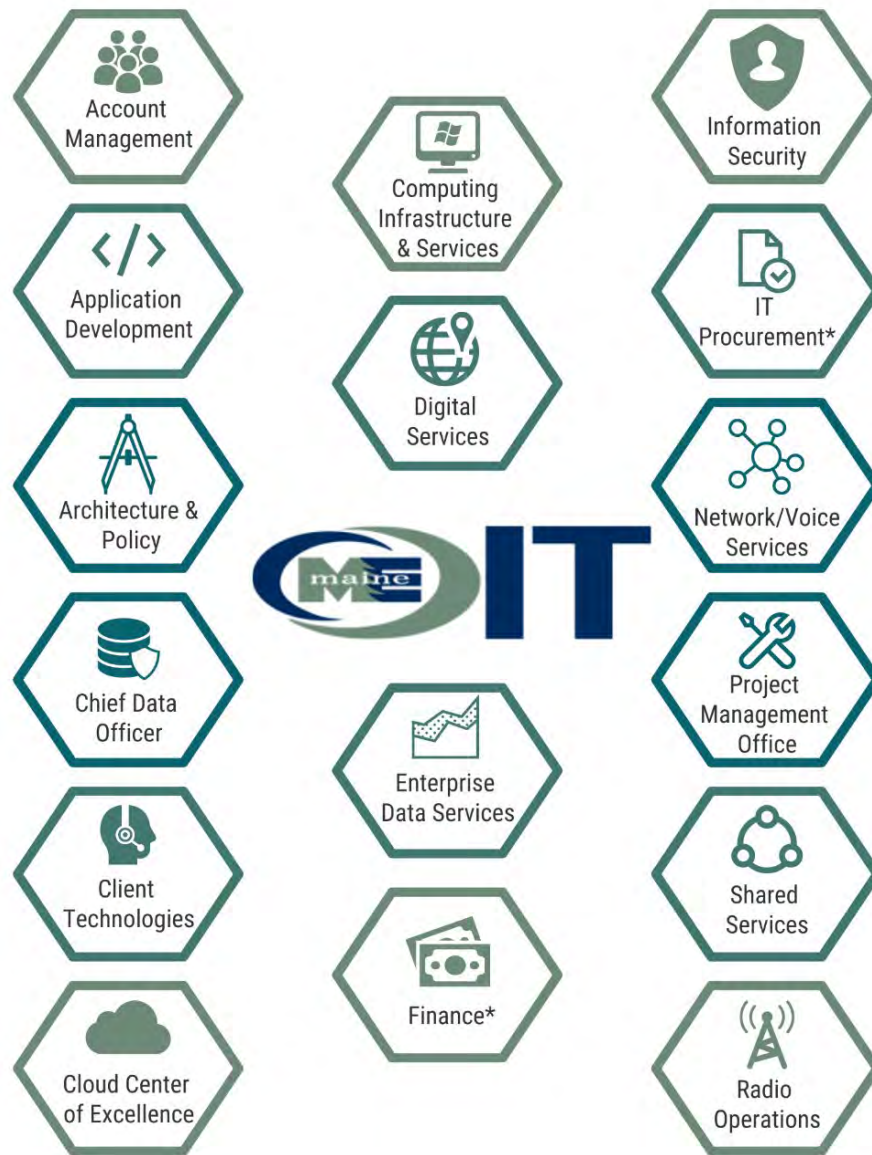 Account
Management
Application
Development
Architecture &
Policy
Chief Data
Officer
Client
Technologies
Cloud Center
of Excellence
Computing
Infrastructure
& Services
Digital
Services
maine
ME
OIT
Enterprise
Data Services
Finance*
Information
Security
IT
Procurement*
Network/Voice
Services
Project
Management
Office
Shared
Services
Radio
Operations